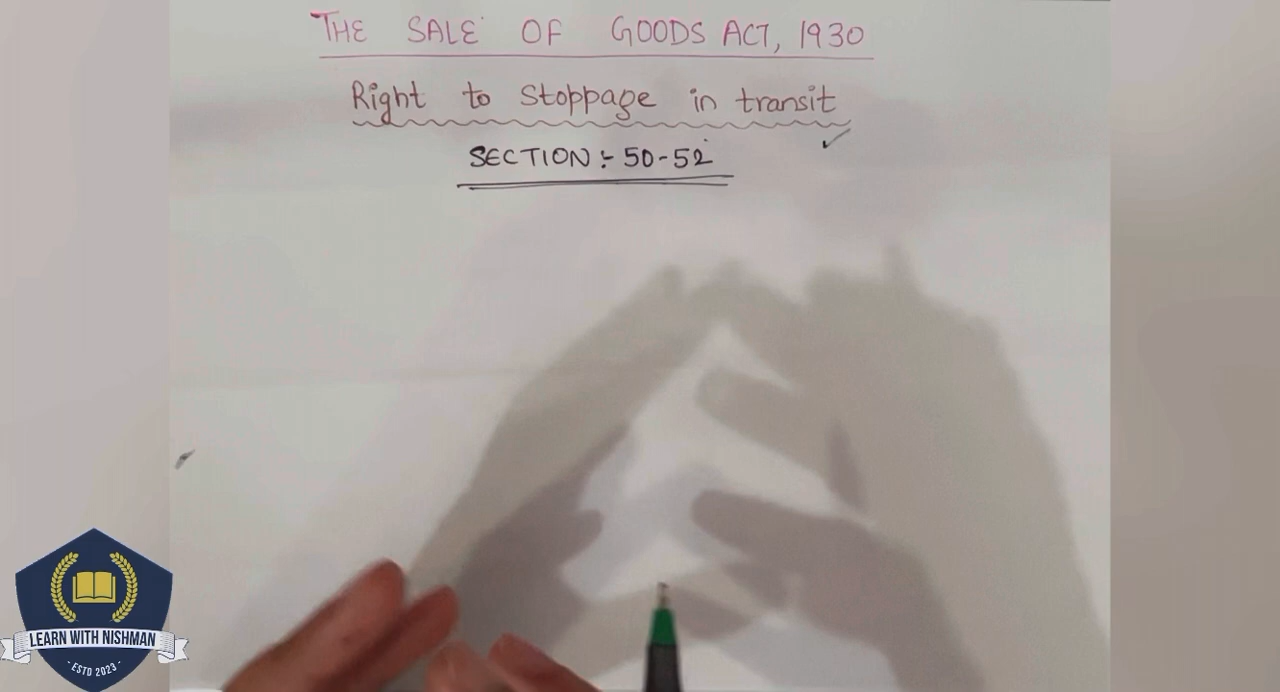 THE SALE OF GOODS ACT, 1930
Right to Stoppage in transit
SECTION :- 50-52
LEARN WITH NISHMAN
- ESTD 2023 -